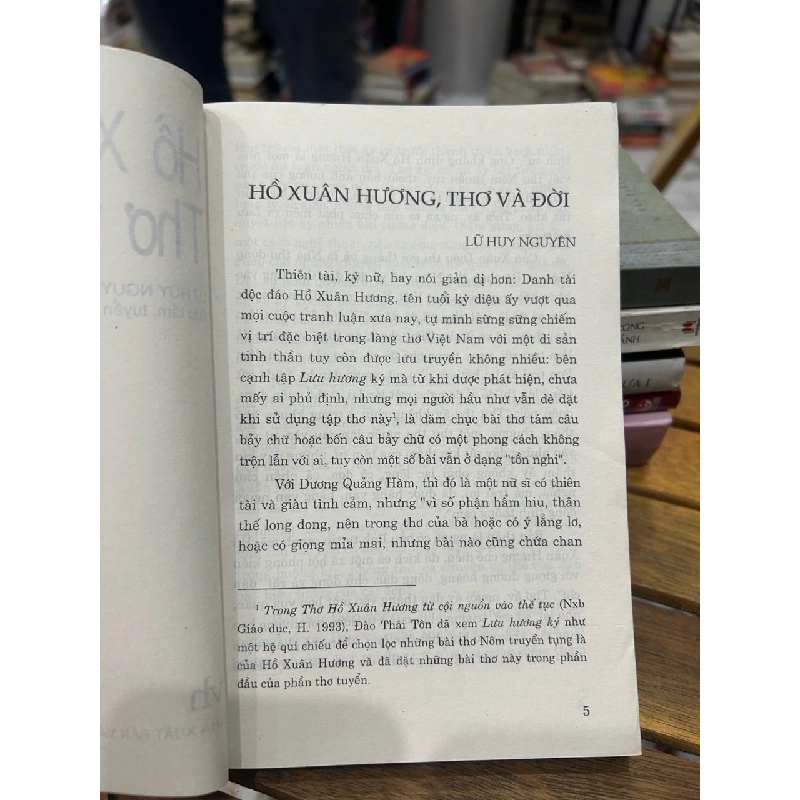 HỒ XUÂN HƯƠNG, THƠ VÀ ĐỜI
LỮ HUY NGUYÊN
Thiên tài, kỳ nữ, hay nói giản dị hơn: Danh tài
độc đáo Hồ Xuân Hương, tên tuổi kỳ diệu ấy vượt qua
mọi cuộc tranh luận xưa nay, tự mình sừng sững chiếm
vị trí đặc biệt trong làng thơ Việt Nam với một di sản
tinh thần tuy còn được lưu truyền không nhiều: bên
cạnh tập Lưu hương ký mà từ khi được phát hiện, chưa
mấy ai phủ định, nhưng mọi người hầu như vẫn dè dặt
khi sử dụng tập thơ này¹, là dăm chục bài thơ tám câu
bảy chữ hoặc bốn câu bảy chữ có một phong cách không
trộn lẫn với ai, tuy còn một số bài vẫn ở dạng "tồn nghi".
Với Dương Quảng Hàm, thì đó là một nữ sĩ có thiên
tài và giàu tình cảm, nhưng "vì số phận hẩm hiu, thân
thế long đong, nên trong thơ của bà hoặc có ý lẳng lơ,
hoặc có giọng mỉa mai, nhưng bài nào cũng chứa chan
¹ Trong Thơ Hồ Xuân Hương từ cội nguồn vào thế tục (Nxb
Giáo dục, H. 1993), Đào Thái Tôn đã xem Lưu hương ký như
một hệ qui chiếu để chọn lọc những bài thơ Nôm truyền tụng là
của Hồ Xuân Hương và đã đặt những bài thơ này trong phần
đầu của phần thơ tuyển.
5